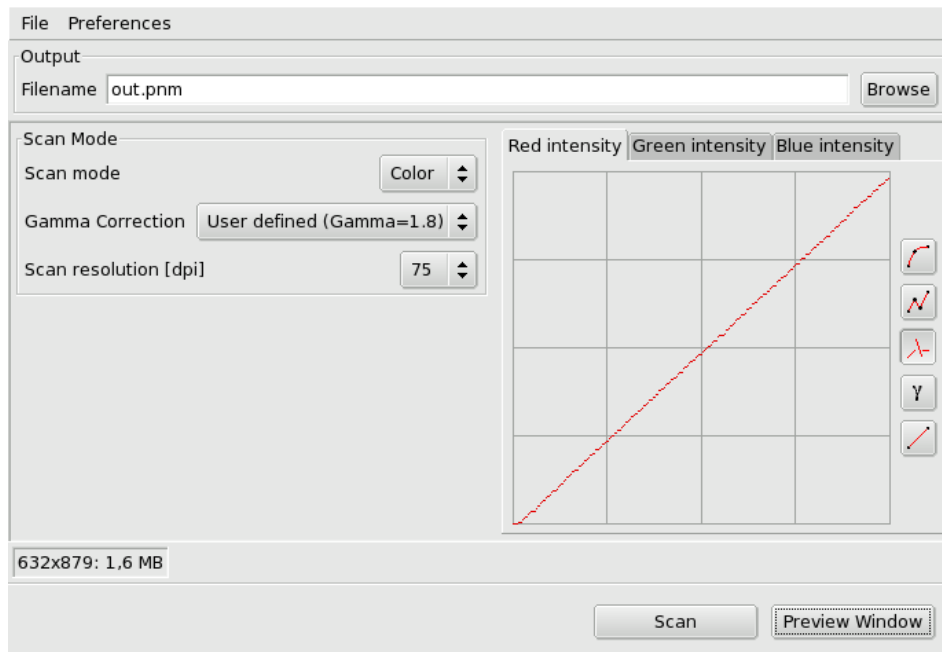 File Preferences
Output
Filename out.pnm Browse
Scan Mode
Scan mode Color
Gamma Correction User defined (Gamma=1.8)
Scan resolution [dpi] 75
Red intensity Green intensity Blue intensity
γ
632x879: 1,6 MB
Scan Preview Window